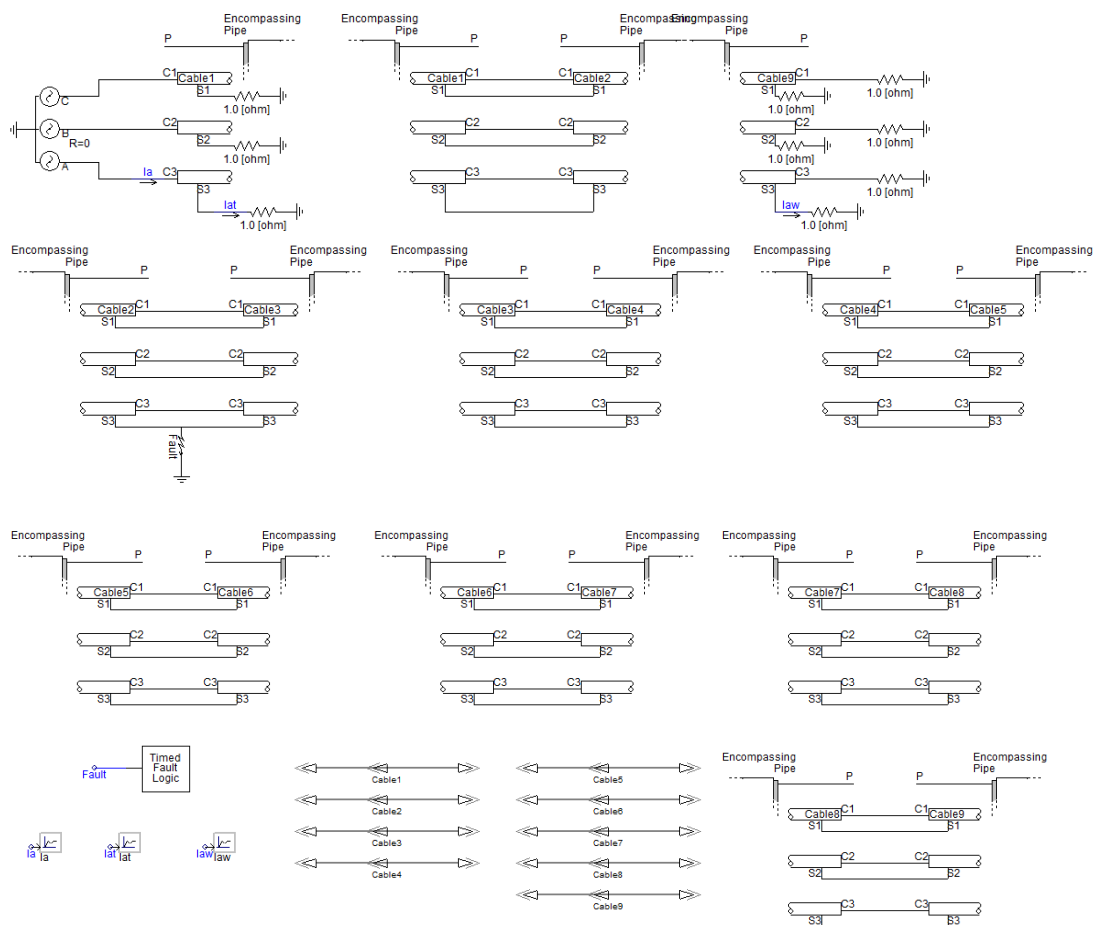 Encompassing
Pipe
P
C1
Cable1
S1
1.0 [ohm]
C
B
R=0
A
C2
S2
1.0 [ohm]
Ia
C3
S3
Iat
1.0 [ohm]
Encompassing
Pipe
P
P
Encompassing
Pipe
Cable1
C1
C1
Cable2
S1
S1
C2
C2
S2
S2
C3
C3
S3
S3
Encompassing
Pipe
P
Cable9
C1
S1
1.0 [ohm]
1.0 [ohm]
C2
S2
1.0 [ohm]
1.0 [ohm]
C3
S3
1.0 [ohm]
Iaw
1.0 [ohm]
Encompassing
Pipe
P
P
Encompassing
Pipe
Cable2
C1
C1
Cable3
S1
S1
C2
C2
S2
S2
C3
C3
S3
S3
Fault
Encompassing
Pipe
P
P
Encompassing
Pipe
Cable3
C1
C1
Cable4
S1
S1
C2
C2
S2
S2
C3
C3
S3
S3
Encompassing
Pipe
P
P
Encompassing
Pipe
Cable4
C1
C1
Cable5
S1
S1
C2
C2
S2
S2
C3
C3
S3
S3
Encompassing
Pipe
P
P
Encompassing
Pipe
Cable5
C1
C1
Cable6
S1
S1
C2
C2
S2
S2
C3
C3
S3
S3
Encompassing
Pipe
P
P
Encompassing
Pipe
Cable6
C1
C1
Cable7
S1
S1
C2
C2
S2
S2
C3
C3
S3
S3
Encompassing
Pipe
P
P
Encompassing
Pipe
Cable7
C1
C1
Cable8
S1
S1
C2
C2
S2
S2
C3
C3
S3
S3
Fault
Timed
Fault
Logic
Ia
Ia
Iat
Iat
Iaw
Iaw
Cable1
Cable2
Cable3
Cable4
Cable5
Cable6
Cable7
Cable8
Cable9
Encompassing
Pipe
P
P
Encompassing
Pipe
Cable8
C1
C1
Cable9
S1
S1
C2
C2
S2
S2
C3
C3
S3
S3